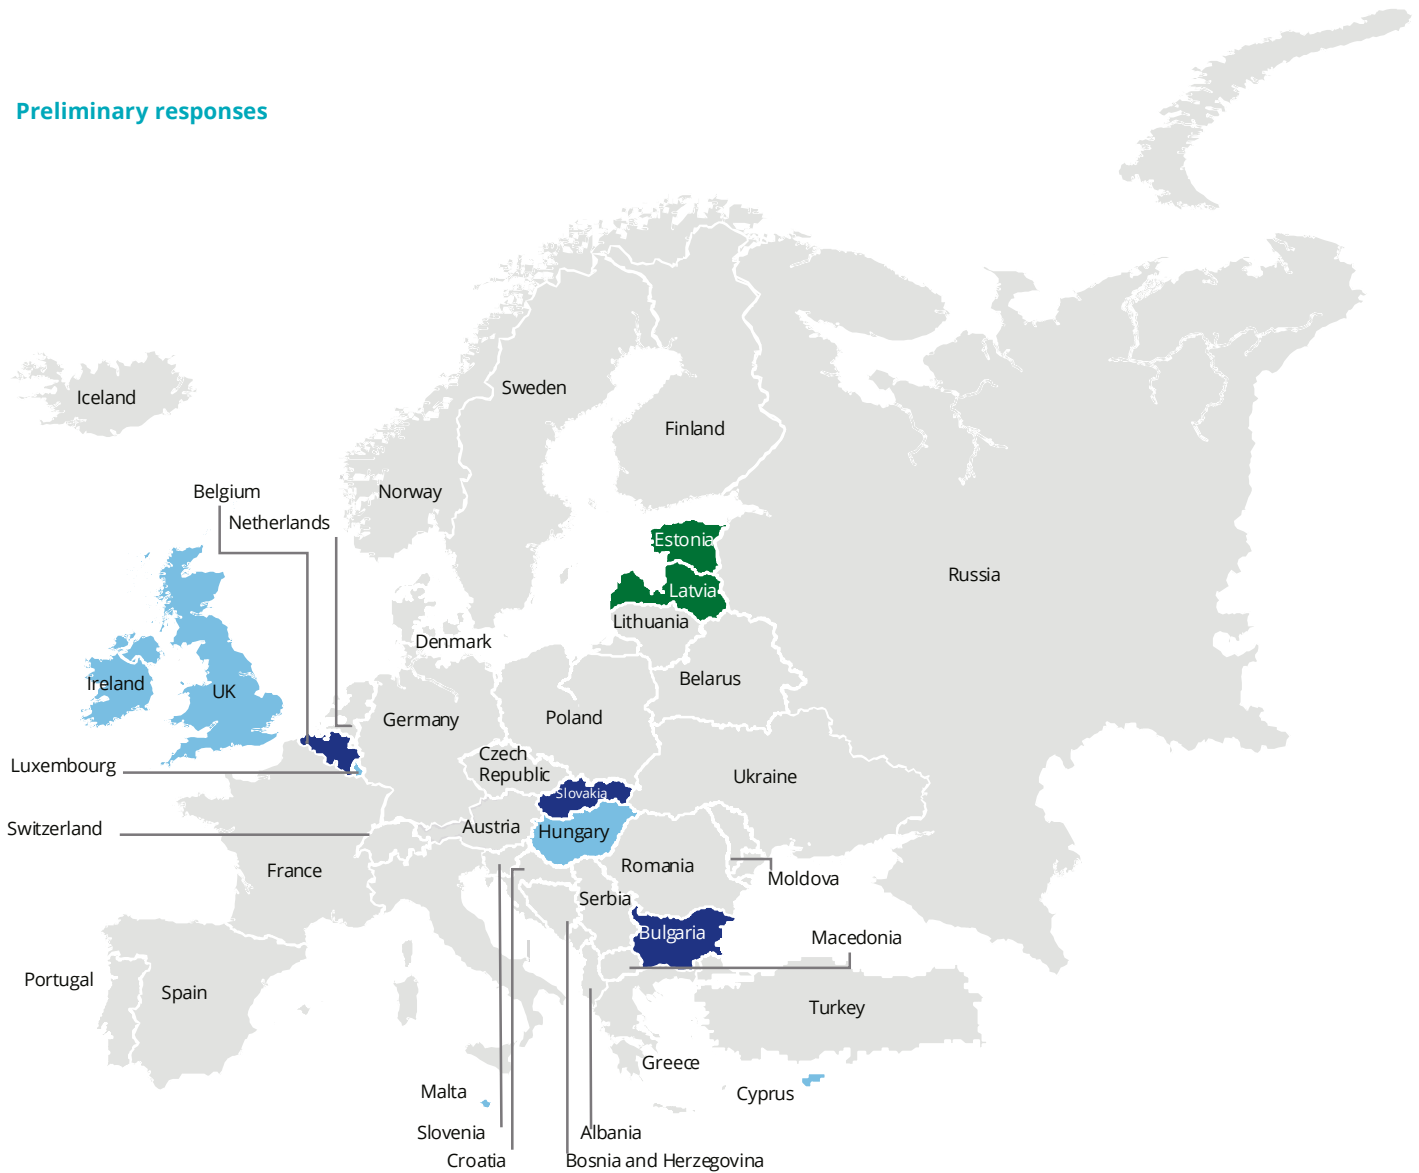 Preliminary responses
Iceland
Sweden
Finland
Belgium
Norway
Netherlands
Estonia
Russia
Latvia
Lithuania
Denmark
Belarus
Ireland
UK
Germany
Poland
Czech
Republic
Luxembourg
Ukraine
Slovakia
Switzerland
Austria
Hungary
France
Romania
Moldova
Serbia
Bulgaria
Macedonia
Portugal
Spain
Turkey
Greece
Malta
Cyprus
Slovenia
Albania
Croatia
Bosnia and Herzegovina